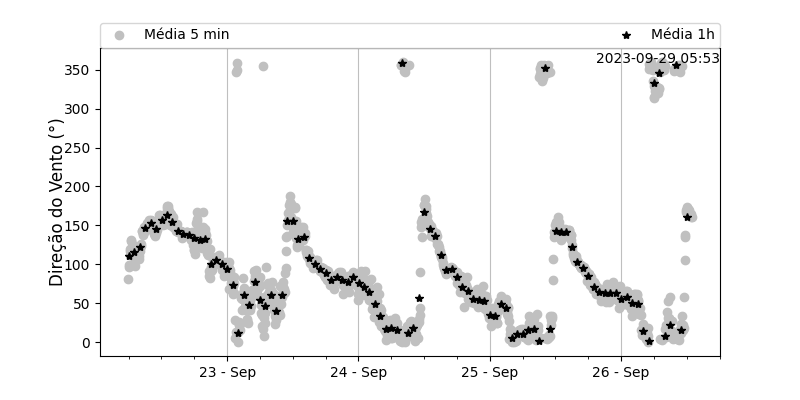 Média 5 min
Média 1h
2023-09-29 05:53
Direção do Vento (°)
350
300
250
200
150
100
50
0
23 - Sep
24 - Sep
25 - Sep
26 - Sep